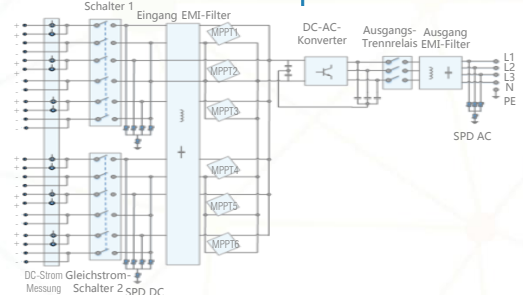 Schalter 1
Eingang EMI-Filter
MPPT1
MPPT2
MPPT3
MPPT4
MPPT5
MPPT6
DC-AC-
Konverter
Ausgangs-
Trennrelais
Ausgang
EMI-Filter
L1
L2
L3
N
PE
SPD AC
DC-Strom
Messung
Gleichstrom-
Schalter 2
SPD DC